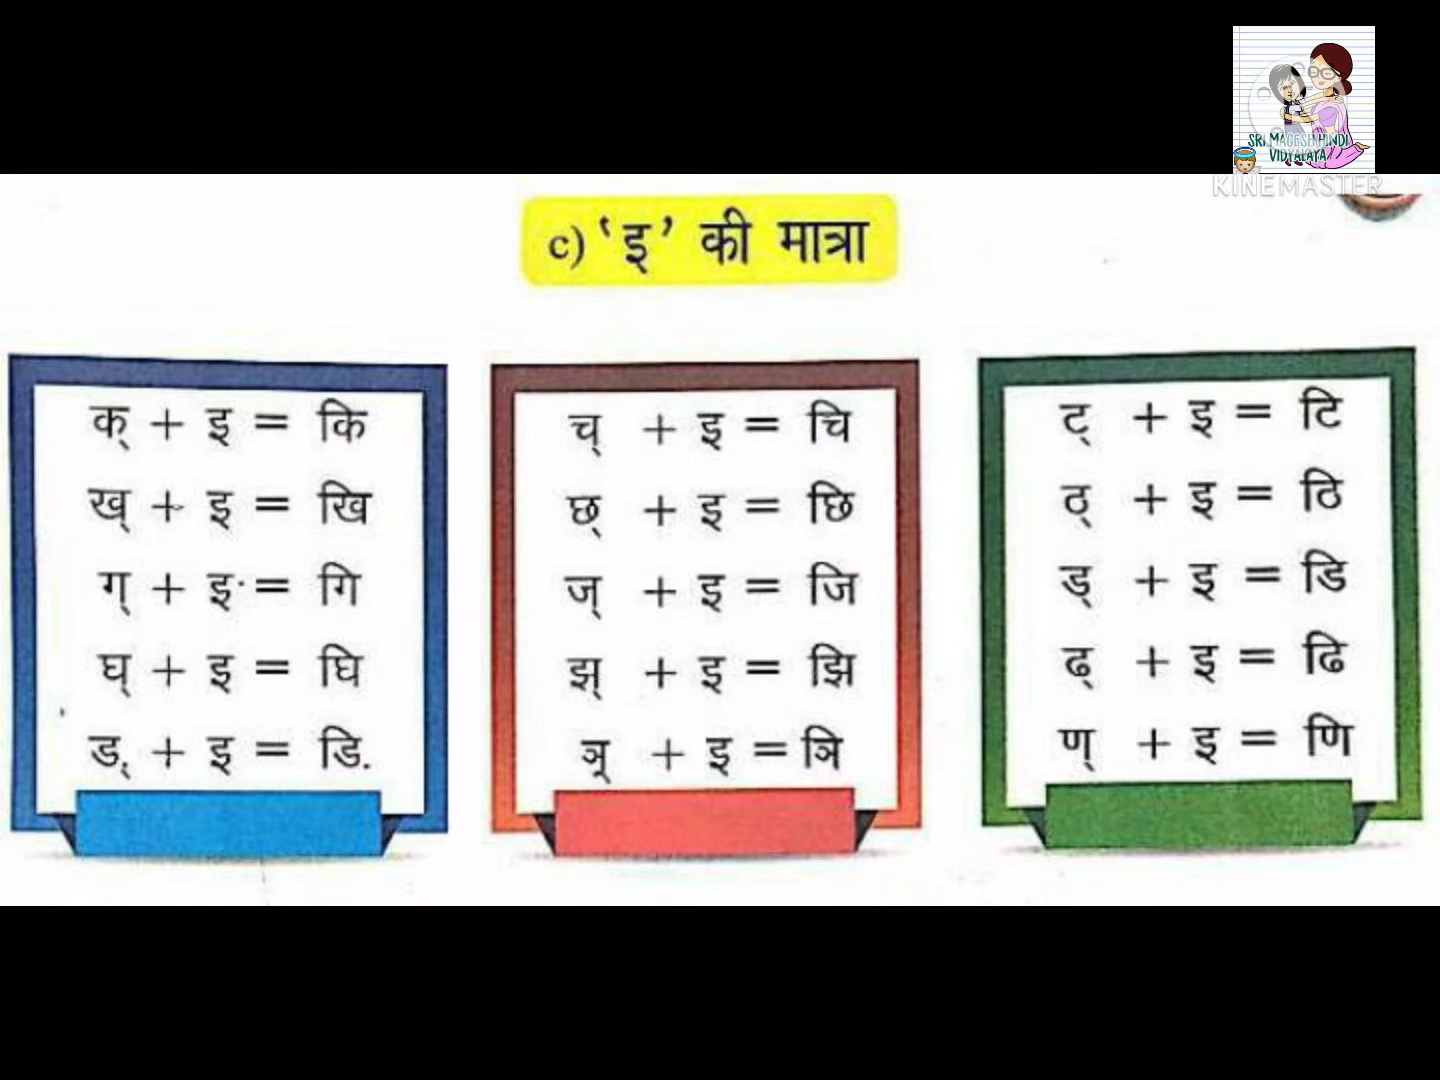 SRI MAGESH HINDI
VIDYALAYA
KINEMASTER
c) ‘इ’ की मात्रा
क् + इ = कि
ख् + इ = खि
ग् + इ = गि
घ् + इ = घि
ङ् + इ = ङि
च् + इ = चि
छ् + इ = छि
ज् + इ = जि
झ् + इ = झि
ञ् + इ = ञि
ट् + इ = टि
ठ् + इ = ठि
ड् + इ = डि
ढ् + इ = ढि
ण् + इ = णि